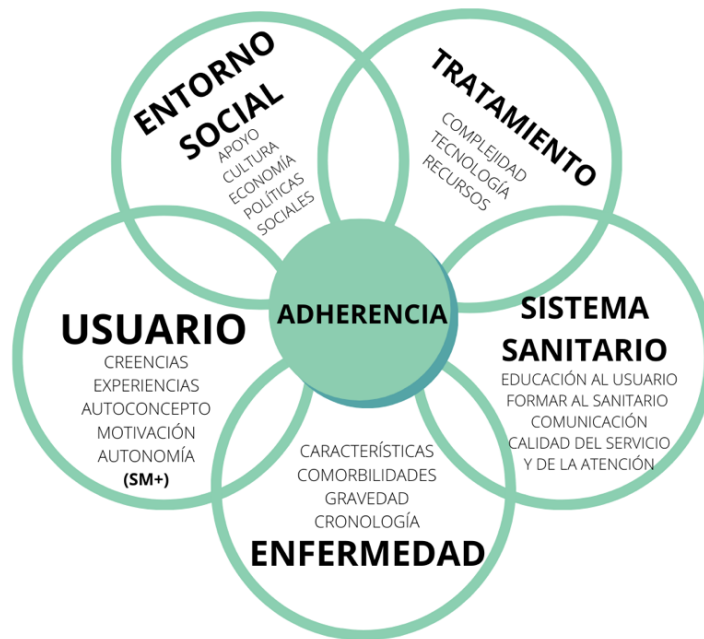 ENTORNO
SOCIAL
APOYO
CULTURA
ECONOMÍA
POLÍTICAS
SOCIALES
TRATAMIENTO
COMPLEJIDAD
TECNOLOGÍA
RECURSOS
ADHERENCIA
USUARIO
CREENCIAS
EXPERIENCIAS
AUTOCONCEPTO
MOTIVACIÓN
AUTONOMÍA
(SM+)
SISTEMA
SANITARIO
EDUCACIÓN AL USUARIO
FORMAR AL SANITARIO
COMUNICACIÓN
CALIDAD DEL SERVICIO
Y DE LA ATENCIÓN
CARACTERÍSTICAS
COMORBILIDADES
GRAVEDAD
CRONOLOGÍA
ENFERMEDAD